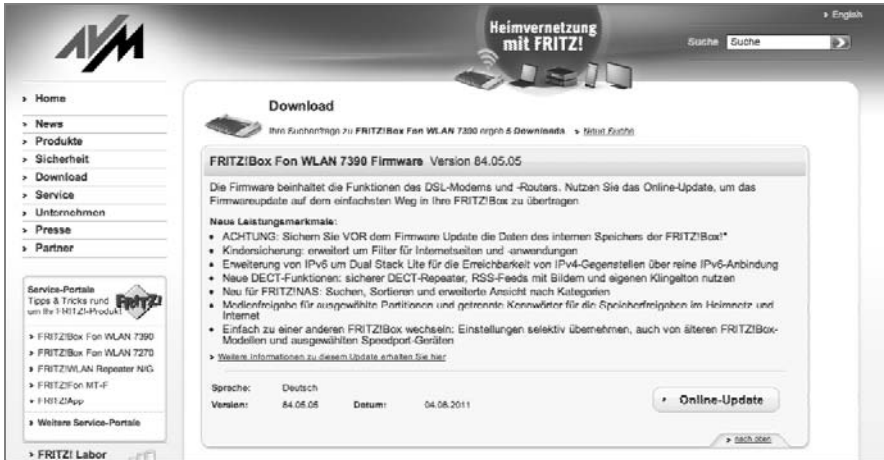 English
AVM
Heimvernetzung
mit FRITZ!
Suche Suche
Home
News
Produkte
Sicherheit
Download
Service
Unternehmen
Presse
Partner
Service-Portale
Tipps & Tricks rund
um Ihr FRITZ!-Produkt
FRITZ!
FRITZ!Box Fon WLAN 7390
FRITZ!Box Fon WLAN 7270
FRITZ!WLAN Repeater N/G
FRITZ!Fon MT-F
FRITZ!App
Weitere Service-Portale
FRITZ! Labor
Download
Ihre Suchanfrage zu FRITZ!Box Fon WLAN 7390 ergab 5 Downloads Neue Suche
FRITZ!Box Fon WLAN 7390 Firmware Version 84.05.05
Die Firmware beinhaltet die Funktionen des DSL-Modems und -Routers. Nutzen Sie das Online-Update, um das
Firmwareupdate auf dem einfachsten Weg in Ihre FRITZ!Box zu übertragen
Neue Leistungsmerkmale:
• ACHTUNG: Sichern Sie VOR dem Firmware Update die Daten des internen Speichers der FRITZ!Box!*
• Kindersicherung: erweitert um Filter für Internetseiten und -anwendungen
• Erweiterung von IPv6 um Dual Stack Lite für die Erreichbarkeit von IPv4-Gegenstellen über reine IPv6-Anbindung
• Neue DECT-Funktionen: sicherer DECT-Repeater, RSS-Feeds mit Bildern und eigenen Klingelton nutzen
• Neu für FRITZ!NAS: Suchen, Sortieren und erweiterte Ansicht nach Kategorien
• Medienfreigabe für ausgewählte Partitionen und getrennte Kennwörter für die Speicherfreigaben im Heimnetz und
Internet
• Einfach zu einer anderen FRITZ!Box wechseln: Einstellungen selektiv übernehmen, auch von älteren FRITZ!Box-
Modellen und ausgewählten Speedport-Geräten
Weitere Informationen zu diesem Update erhalten Sie hier
Sprache: Deutsch
Version: 84.05.05 Datum: 04.08.2011
Online-Update
nach oben